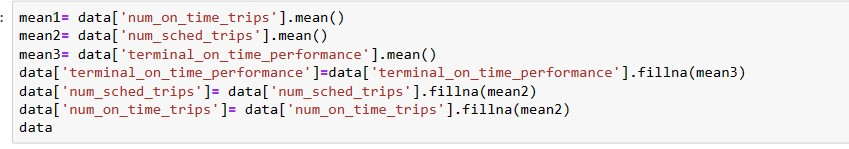 : mean1= data['num_on_time_trips'].mean()
mean2= data['num_sched_trips'].mean()
mean3= data['terminal_on_time_performance'].mean()
data['terminal_on_time_performance']=data['terminal_on_time_performance'].fillna(mean3)
data['num_sched_trips']= data['num_sched_trips'].fillna(mean2)
data['num_on_time_trips']= data['num_on_time_trips'].fillna(mean2)
data